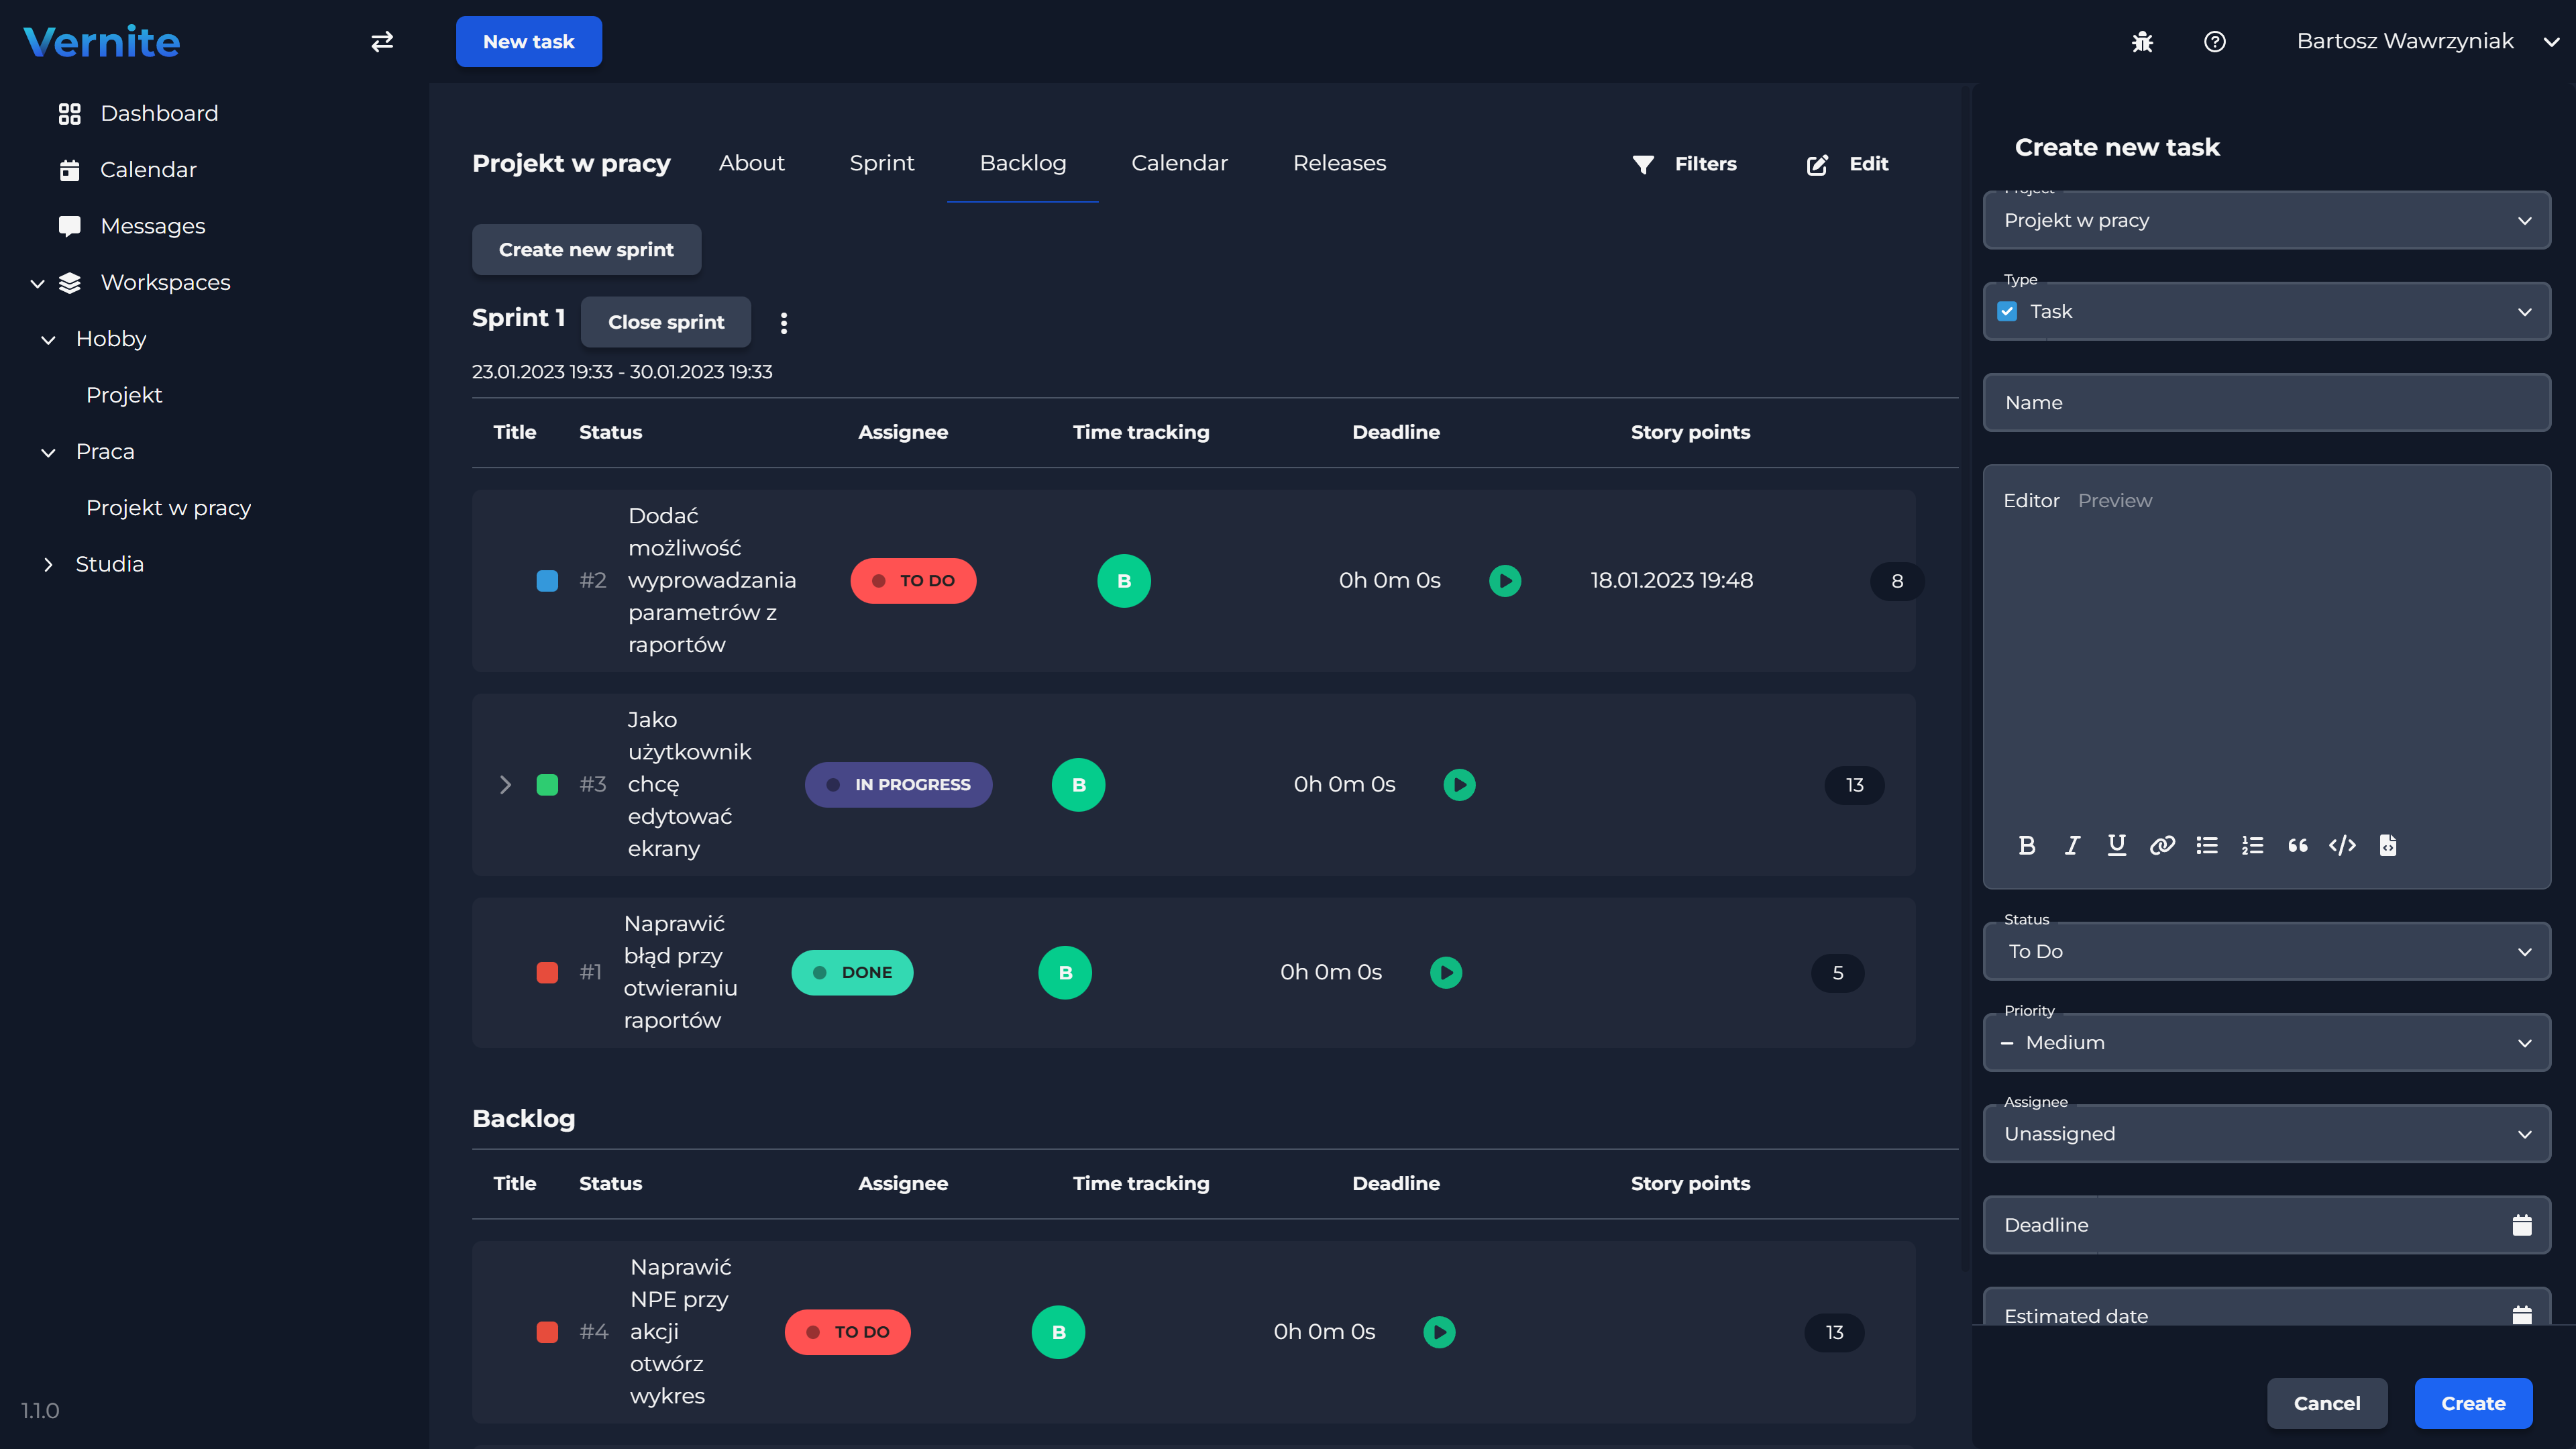 Vernite
New task
Bartosz Wawrzyniak
Dashboard
Calendar
Messages
Workspaces
Hobby
Projekt
Praca
Projekt w pracy
Studia
1.1.0
Projekt w pracy
About
Sprint
Backlog
Calendar
Releases
Filters
Edit
Create new sprint
Sprint 1
Close sprint
23.01.2023 19:33 - 30.01.2023 19:33
Title Status Assignee Time tracking Deadline Story points
#2
Dodać
możliwość
wyprowadzania
parametrów z
raportów
TO DO
B
0h 0m 0s
18.01.2023 19:48
8
#3
Jako
użytkownik
chcę
edytować
ekrany
IN PROGRESS
B
0h 0m 0s
13
#1
Naprawić
błąd przy
otwieraniu
raportów
DONE
B
0h 0m 0s
5
Backlog
Title Status Assignee Time tracking Deadline Story points
#4
Naprawić
NPE przy
akcji
otwórz
wykres
TO DO
B
0h 0m 0s
13
Create new task
Project
Projekt w pracy
Type
Task
Name
Editor Preview
Status
To Do
Priority
Medium
Assignee
Unassigned
Deadline
Estimated date
Cancel
Create